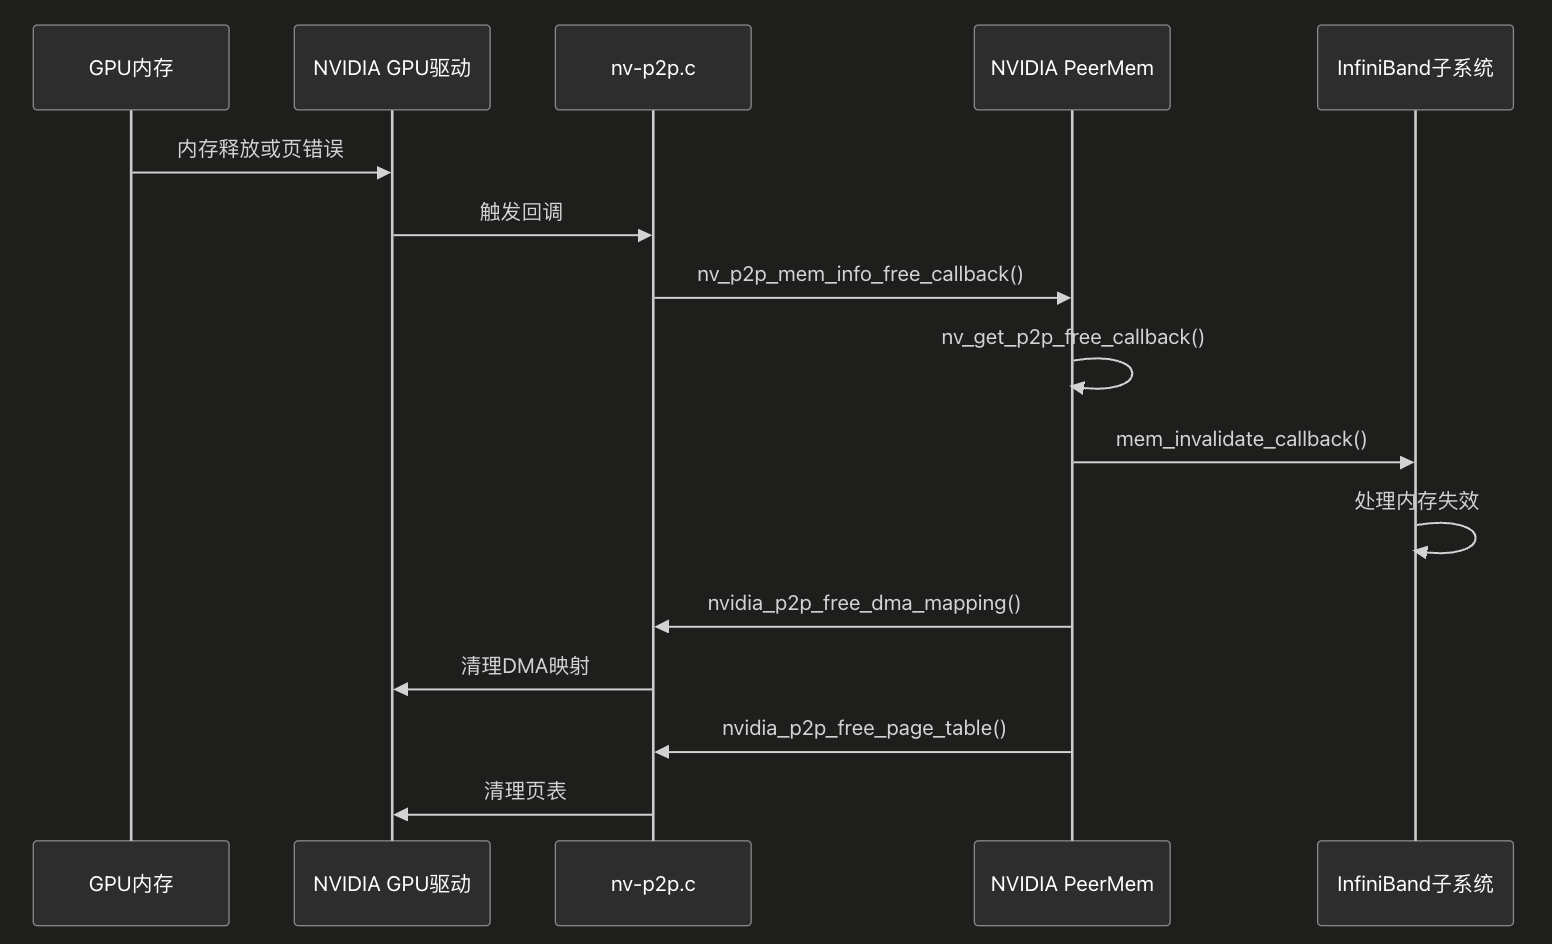 GPU内存
NVIDIA GPU驱动
nv-p2p.c
NVIDIA PeerMem
InfiniBand子系统
内存释放或页错误
触发回调
nv_p2p_mem_info_free_callback()
nv_get_p2p_free_callback()
mem_invalidate_callback()
处理内存失效
nvidia_p2p_free_dma_mapping()
清理DMA映射
nvidia_p2p_free_page_table()
清理页表
GPU内存
NVIDIA GPU驱动
nv-p2p.c
NVIDIA PeerMem
InfiniBand子系统